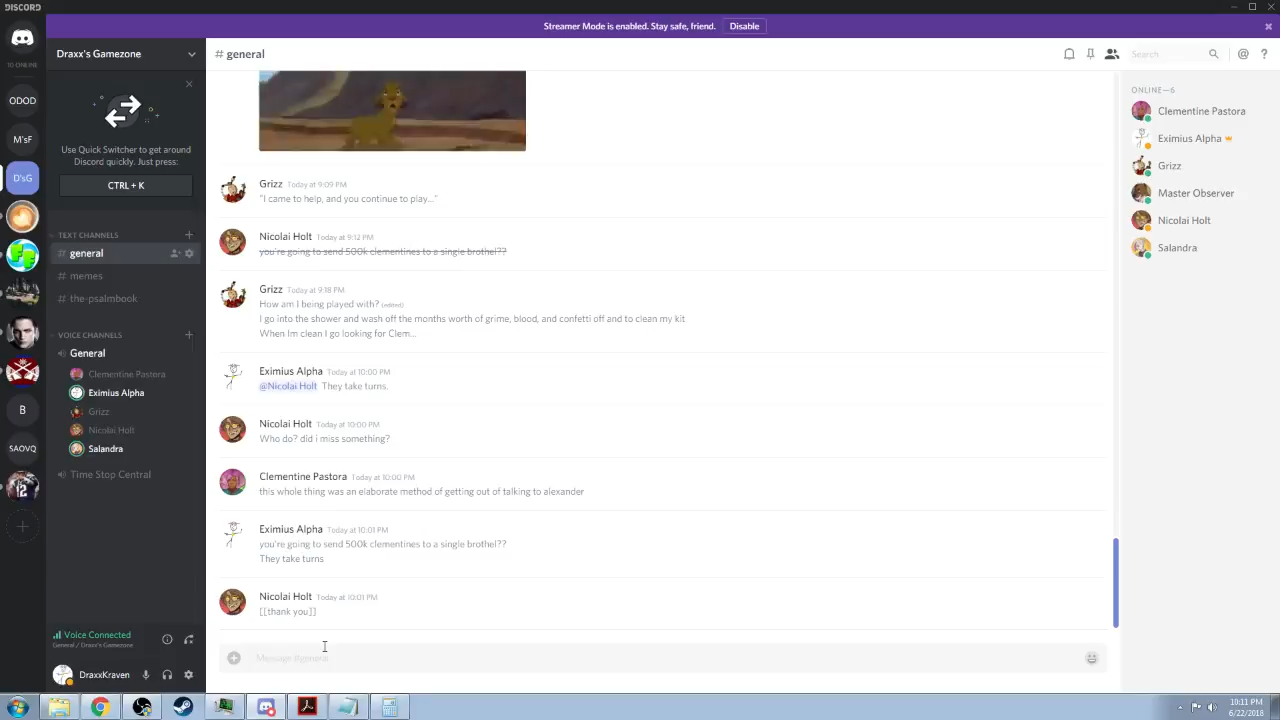 DISCORD
Streamer Mode is enabled. Stay safe, friend.
Disable
10 ONLINE
DDDD
M'sF
D'sG
B
SAOVQ
12
Draxx's Gamezone
Use Quick Switcher to get around
Discord quickly. Just press:
CTRL + K
TEXT CHANNELS
general
# memes
# the-psalmbook
VOICE CHANNELS
General
Clementine Pastora
Eximius Alpha
Grizz
Nicolai Holt
Salandra
Time Stop Central
Voice Connected
General / Draxx's Gamezone
DraxxKraven
# general
Search
Grizz Today at 9:09 PM
"I came to help, and you continue to play..."
Nicolai Holt Today at 9:12 PM
you're going to send 500k clementines to a single brothel??
Grizz Today at 9:18 PM
How am I being played with? (edited)
I go into the shower and wash off the months worth of grime, blood, and confetti off and to clean my kit.
When Im clean I go looking for Clem...
Eximius Alpha Today at 10:00 PM
@Nicolai Holt They take turns.
Nicolai Holt Today at 10:00 PM
Who do? did i miss something?
Clementine Pastora Today at 10:00 PM
this whole thing was an elaborate method of getting out of talking to alexander
Eximius Alpha Today at 10:01 PM
you're going to send 500k clementines to a single brothel??
They take turns
Nicolai Holt Today at 10:01 PM
[[thank you]]
Message #general
ONLINE—6
Clementine Pastora
Eximius Alpha
Grizz
Master Observer
Nicolai Holt
Salandra
10:11 PM
6/22/2018